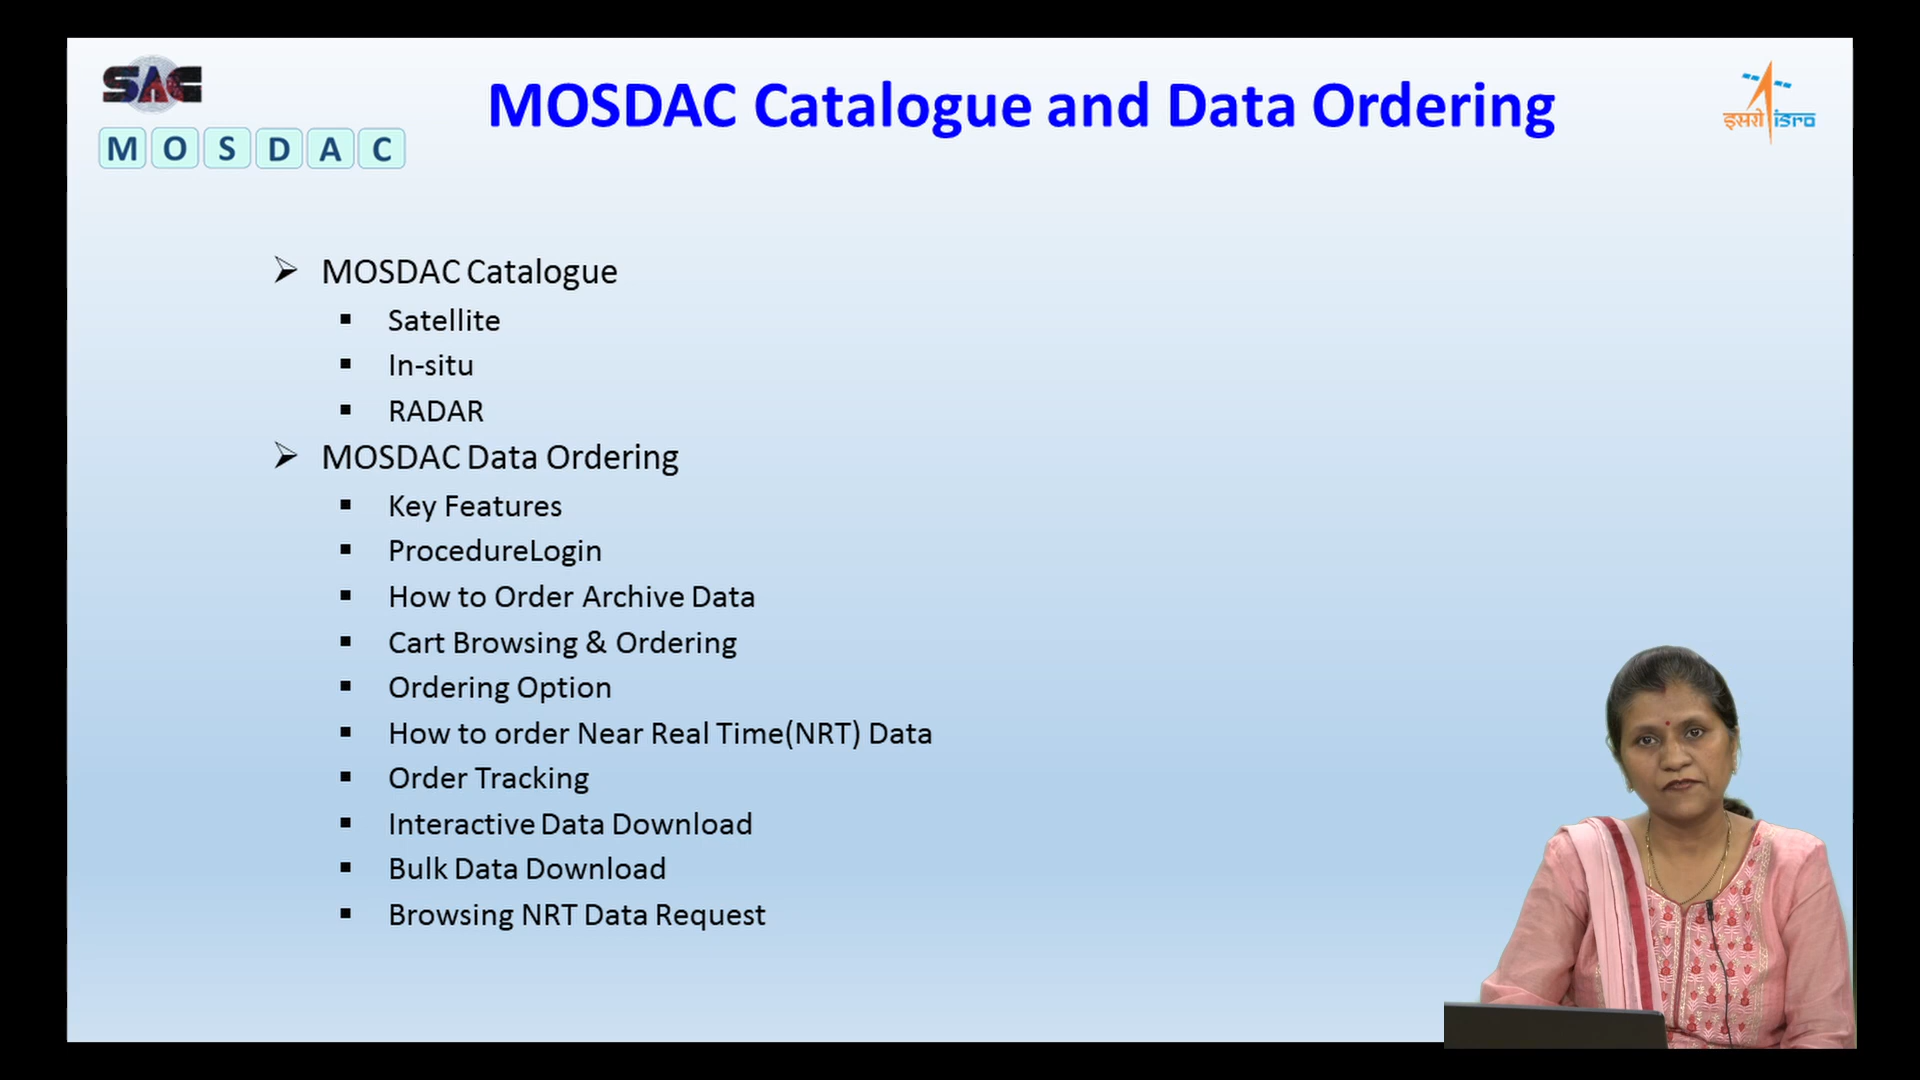 SAC
MOSDAC
MOSDAC Catalogue and Data Ordering
इसरो isro
MOSDAC Catalogue
Satellite
In-situ
RADAR
MOSDAC Data Ordering
Key Features
ProcedureLogin
How to Order Archive Data
Cart Browsing & Ordering
Ordering Option
How to order Near Real Time(NRT) Data
Order Tracking
Interactive Data Download
Bulk Data Download
Browsing NRT Data Request